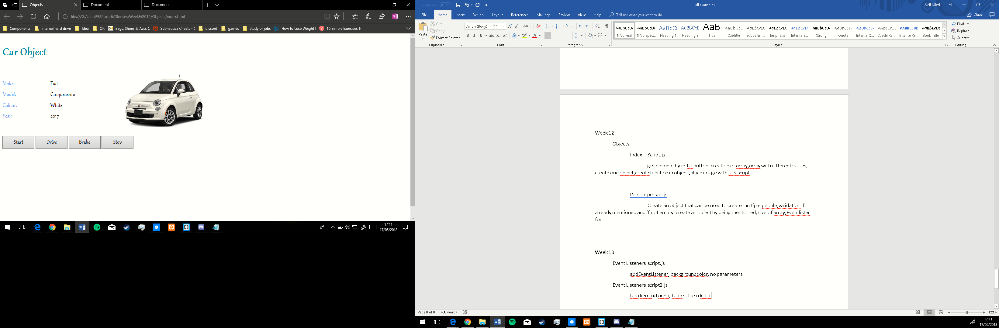 Objects
Document
Document
file:///G:/client%20side%20notes/Week%2012/Objects/index.html
Components
Internal hard drive
Idea
OK
Bags, Shoes & Accs C
Subnautica Cheats - (
discord
games
study or jobs
How to Lose Weight
16 Simple Exercises T
Car Object
Make: Fiat
Model: Cinquecento
Colour: White
Year: 2017
Start Drive Brake Stop
17:11
17/05/2018
AutoSave Off
all examples
Neil Mizzi
File Home Insert Design Layout References Mailings Review View Help Tell me what you want to do
Share
Paste
Cut
Copy
Format Painter
Clipboard
Calibri (Body) 11
Font
Paragraph
AaBbCcDc AaBbCcDc AaBbCc AaBbCcE AaB AaBbCcD AaBbCcDc AaBbCcDc AaBbCcDc AaBbCcDc AaBbCcDc AaBbCcDc AABBCCDD AABBCCDD AaBbCcDc
¶ Normal ¶ No Spac... Heading 1 Heading 2 Title Subtitle Subtle Em... Emphasis Intense E... Strong Quote Intense Q... Subtle Ref... Intense Re... Book Title
Styles
Find
Replace
Select
Editing
Week 12
Objects
Index Script.js
get element by id tal button, creation of array,array with different values,
create one object,create function in object ,place image with javascript
Person person.js
Create an object that can be used to create multiple people,validation if
already mentioned and if not empty, create an object by being mentioned, size of array,Eventlister
for
Week 13
Event Listeners script.js
addEventListener, backgroundcolor, no parameters
Event Listeners script2.js
tara liema id andu, tatih value u kulur
Page 8 of 8 408 words
120%
17:11
17/05/2018